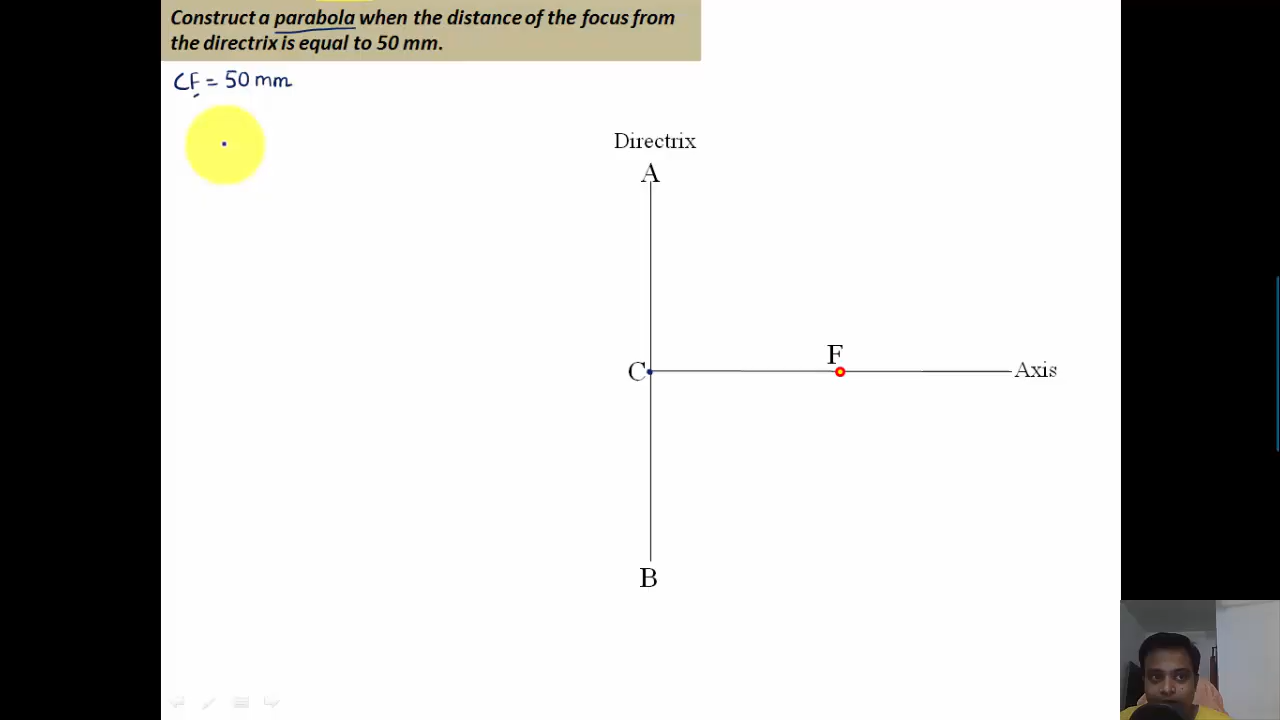 Construct a parabola when the distance of the focus from
the directrix is equal to 50 mm.
CF = 50 mm
Directrix
A
F
C
Axis
B